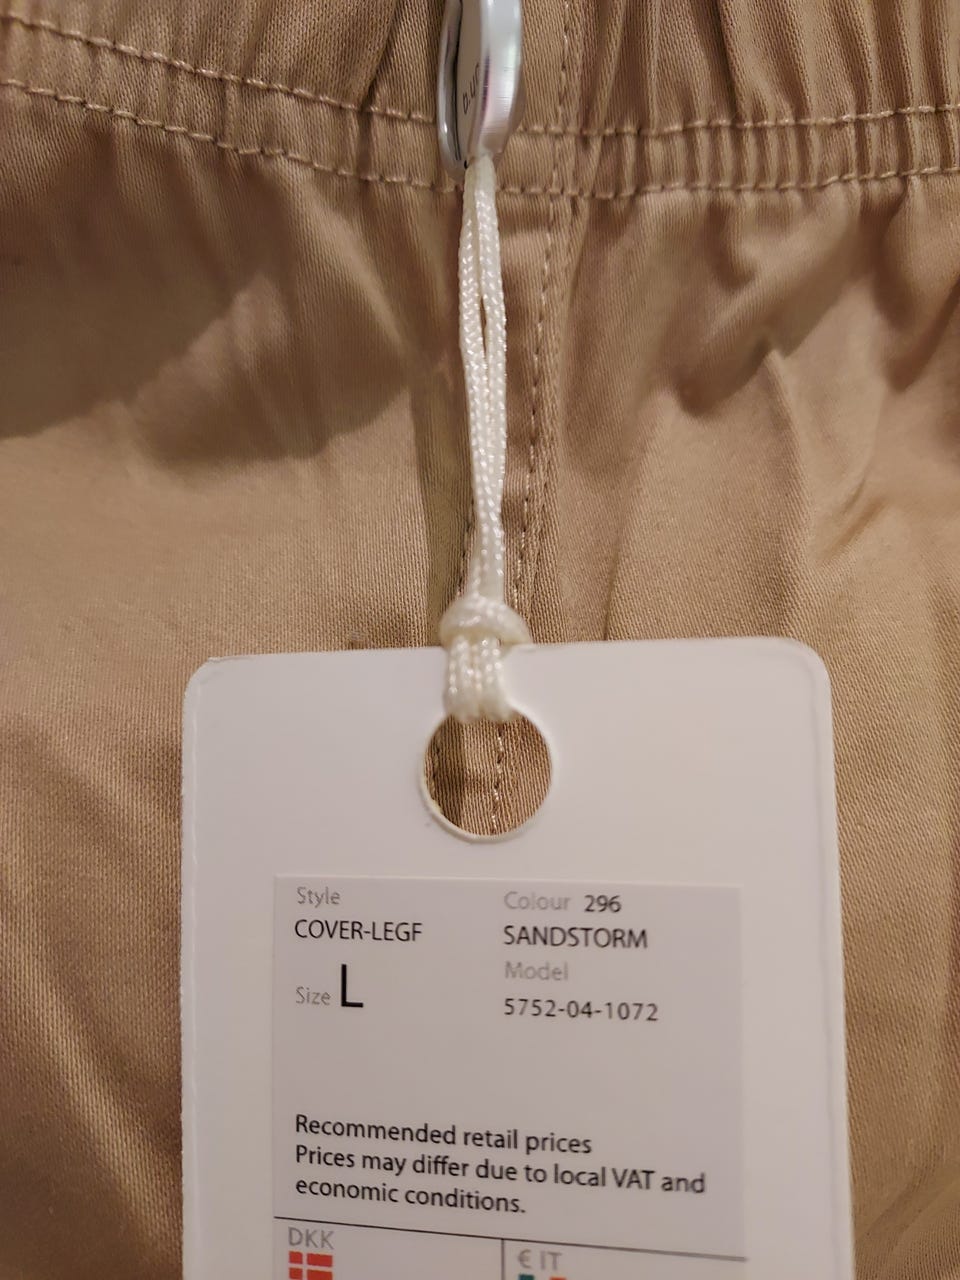 Style
COVER-LEGF
Size L
Colour 296
SANDSTORM
Model
5752-04-1072
Recommended retail prices
Prices may differ due to local VAT and
economic conditions.
DKK
€ IT